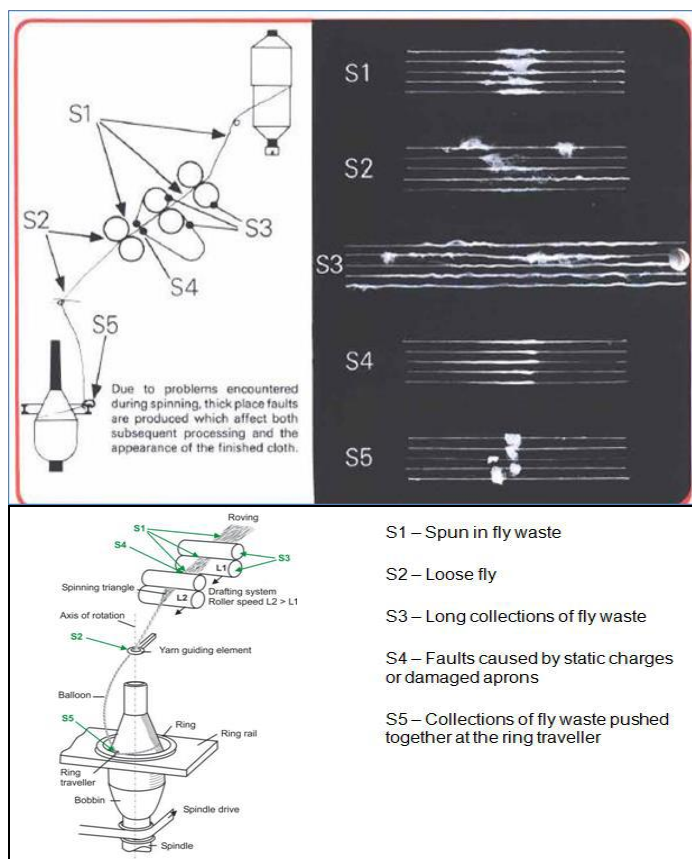 S1
S2
S3
S4
S5
Due to problems encountered
during spinning, thick place faults
are produced which affect both
subsequent processing and the
appearance of the finished cloth.
S1
S2
S3
S4
S5
Roving
S1
S4
S3
L1
Spinning triangle
L2
Drafting system
Roller speed L2 > L1
Axis of rotation
S2
Yarn guiding element
Balloon
S5
Ring
Ring rail
Ring
traveller
Bobbin
Spindle drive
Spindle
S1 – Spun in fly waste
S2 – Loose fly
S3 – Long collections of fly waste
S4 – Faults caused by static charges
or damaged aprons
S5 – Collections of fly waste pushed
together at the ring traveller